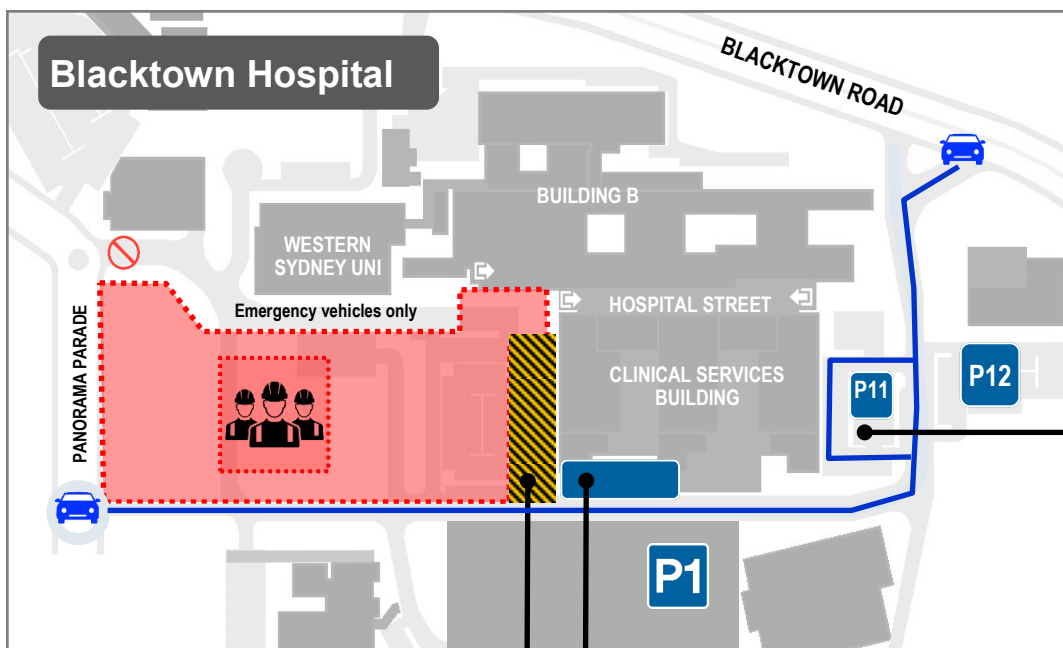 Blacktown Hospital
BLACKTOWN ROAD
BUILDING B
WESTERN
SYDNEY UNI
HOSPITAL STREET
Emergency vehicles only
PANORAMA PARADE
CLINICAL SERVICES
BUILDING
P11
P12
P1